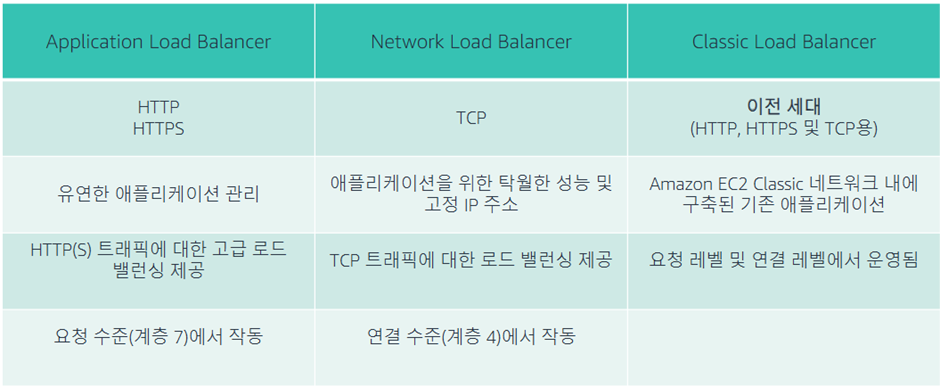 Application Load Balancer
Network Load Balancer
Classic Load Balancer
HTTP
HTTPS
TCP
이전 세대
(HTTP, HTTPS 및 TCP용)
유연한 애플리케이션 관리
애플리케이션을 위한 탁월한 성능 및
고정 IP 주소
Amazon EC2 Classic 네트워크 내에
구축된 기존 애플리케이션
HTTP(S) 트래픽에 대한 고급 로드
밸런싱 제공
TCP 트래픽에 대한 로드 밸런싱 제공
요청 레벨 및 연결 레벨에서 운영됨
요청 수준(계층 7)에서 작동
연결 수준(계층 4)에서 작동